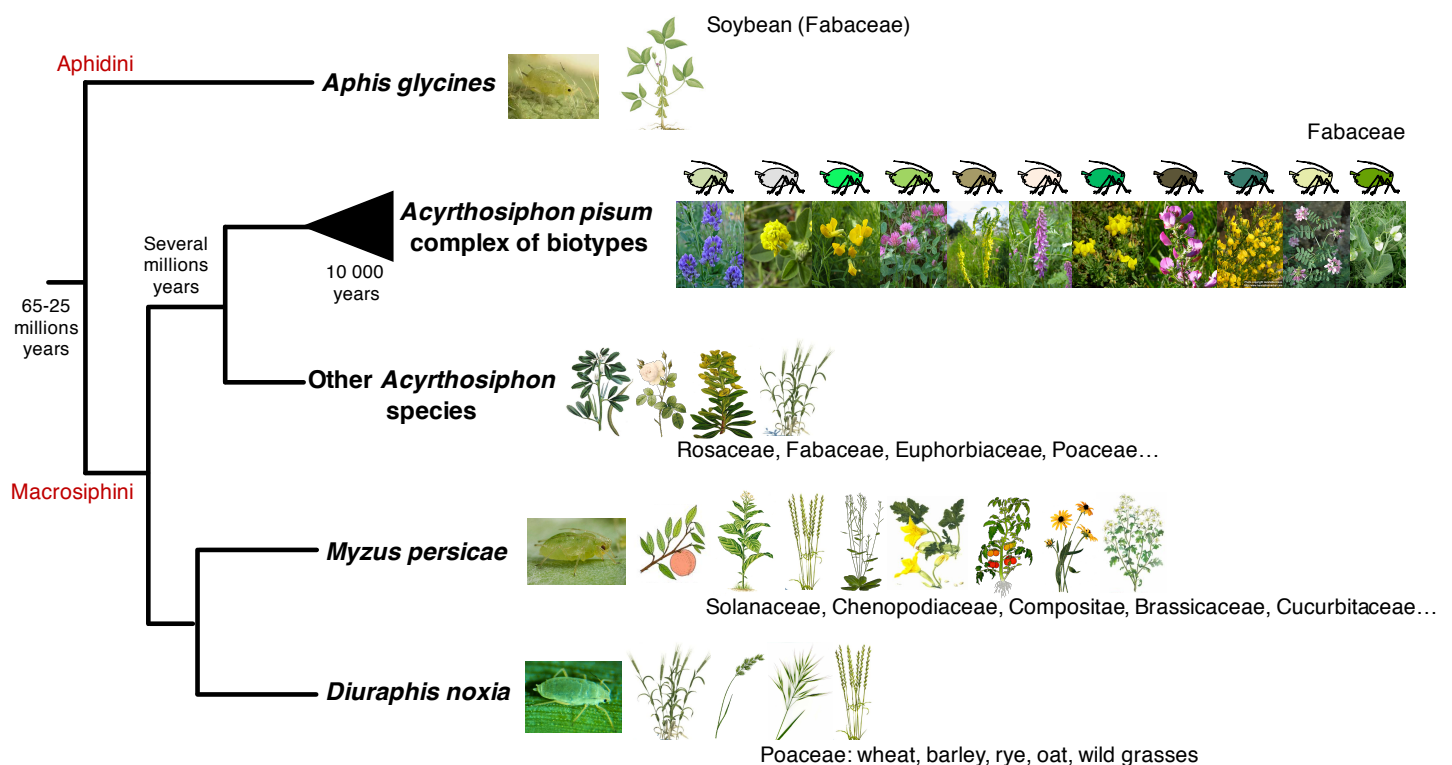 Soybean (Fabaceae)
Aphidini
Aphis glycines
Fabaceae
Acyrthosiphon pisum
complex of biotypes
Several
millions
years
10 000
years
65-25
millions
years
Other Acyrthosiphon
species
Rosaceae, Fabaceae, Euphorbiaceae, Poaceae…
Macrosiphini
Myzus persicae
Solanaceae, Chenopodiaceae, Compositae, Brassicaceae, Cucurbitaceae…
Diuraphis noxia
Poaceae: wheat, barley, rye, oat, wild grasses